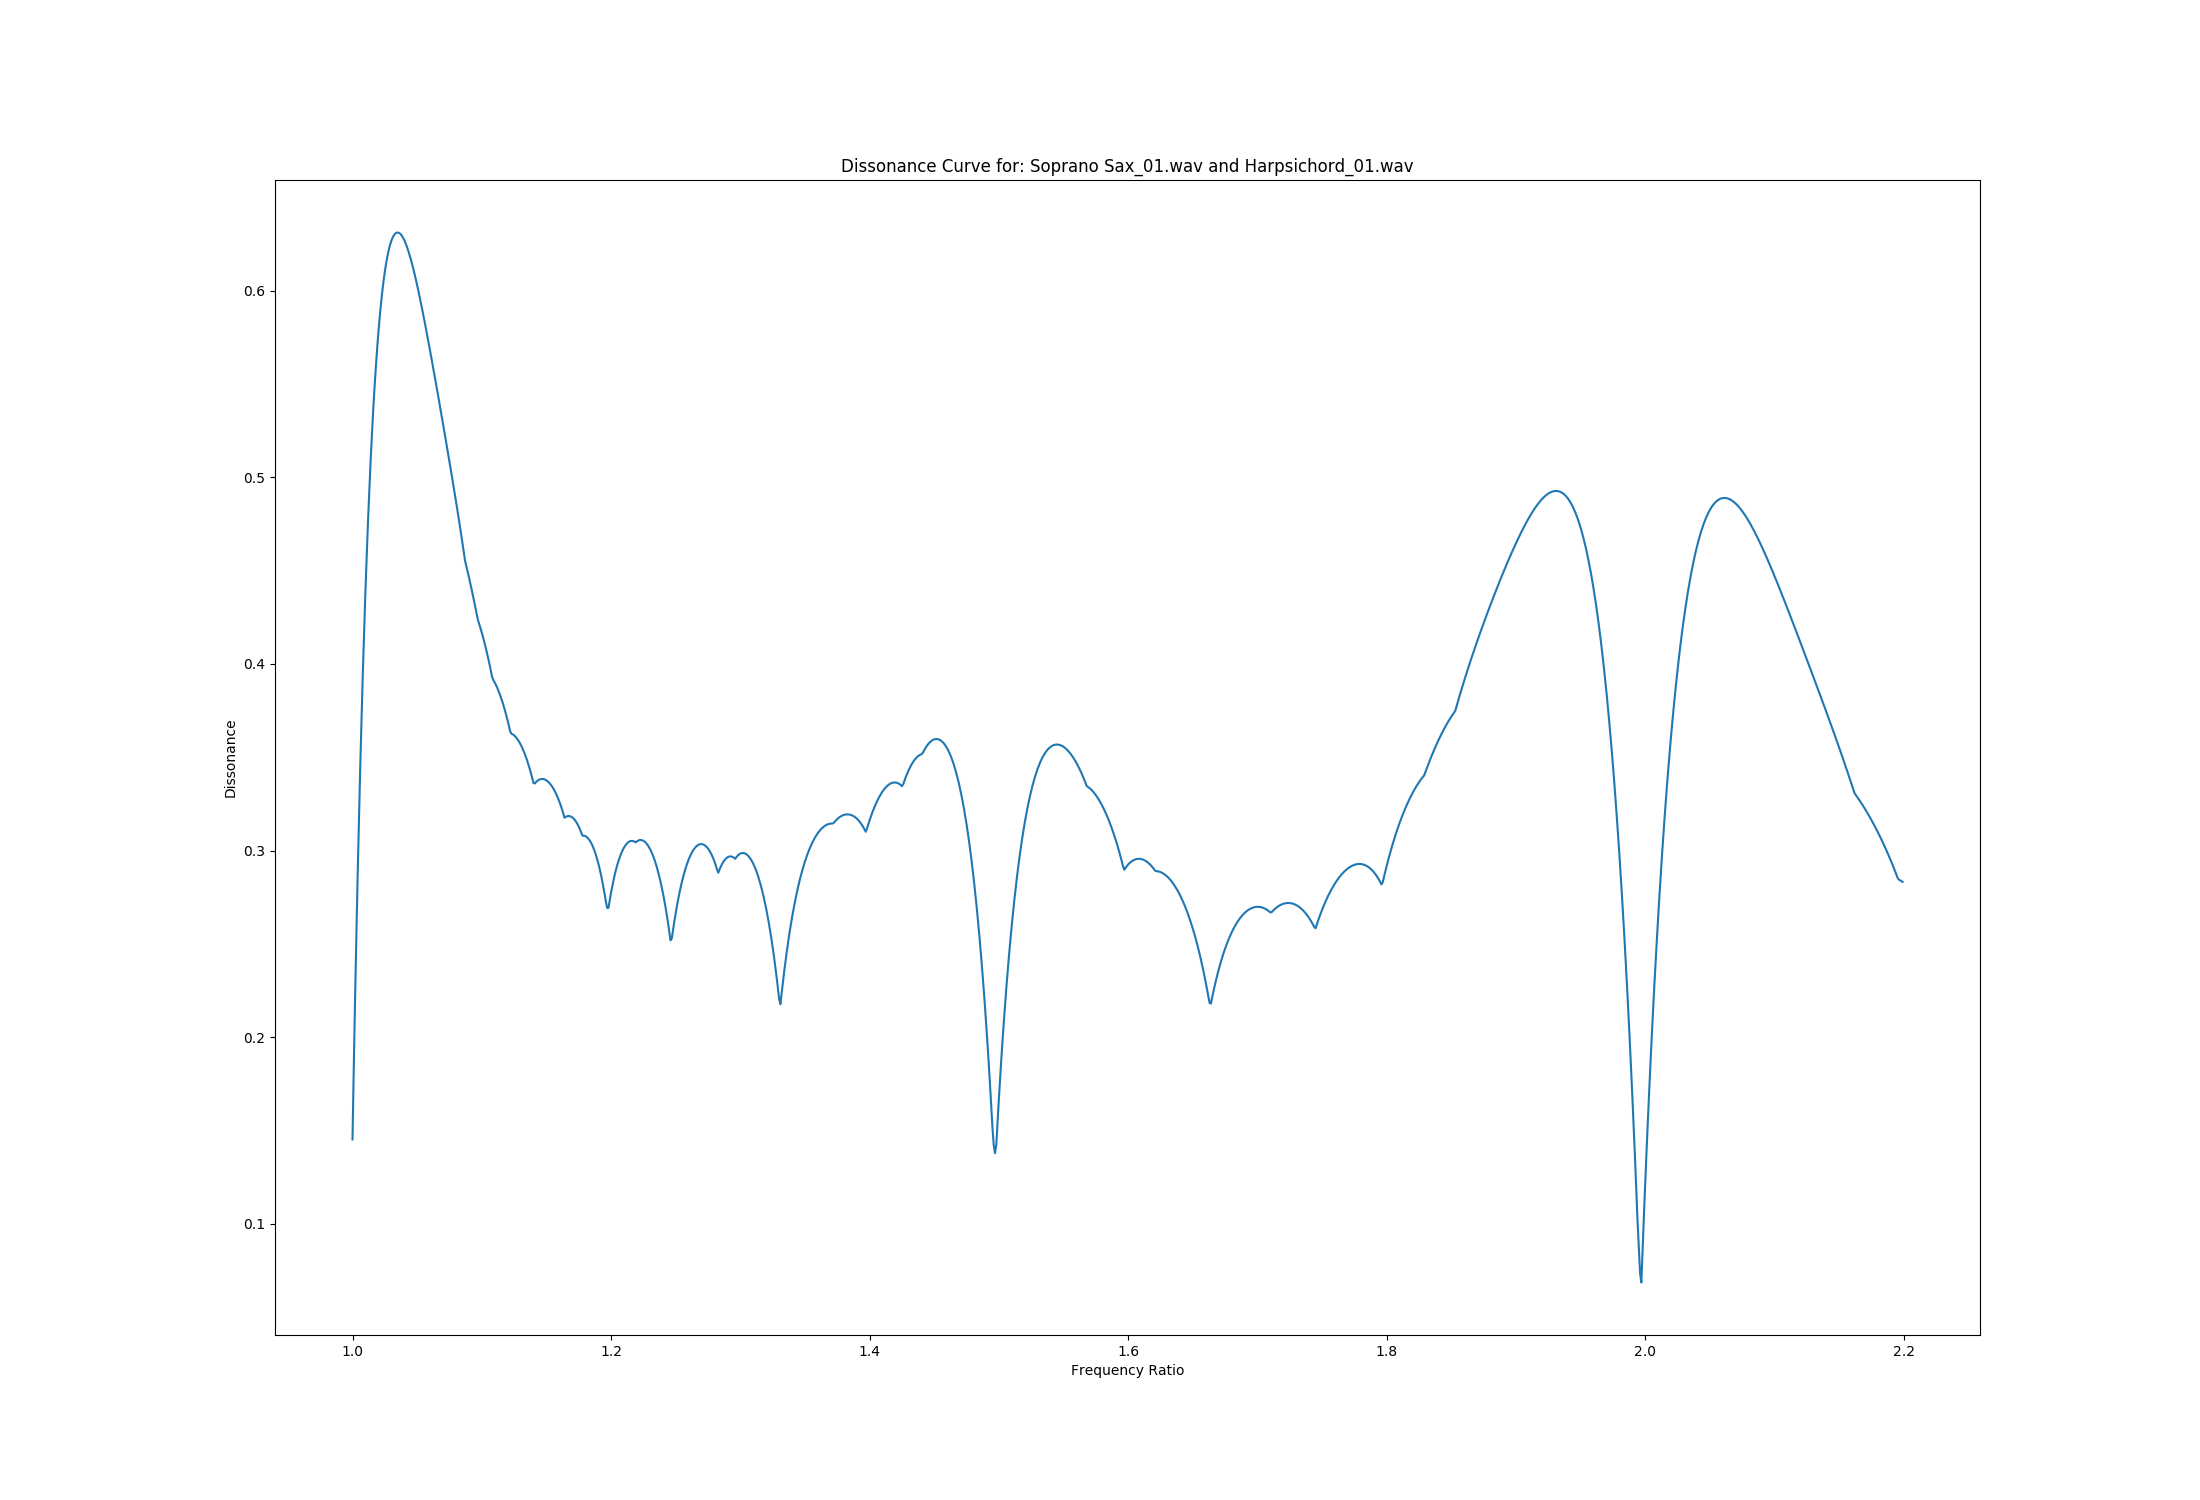 Dissonance Curve for: Soprano Sax_01.wav and Harpsichord_01.wav
Dissonance
0.6
0.5
0.4
0.3
0.2
0.1
1.0 1.2 1.4 1.6 1.8 2.0 2.2
Frequency Ratio